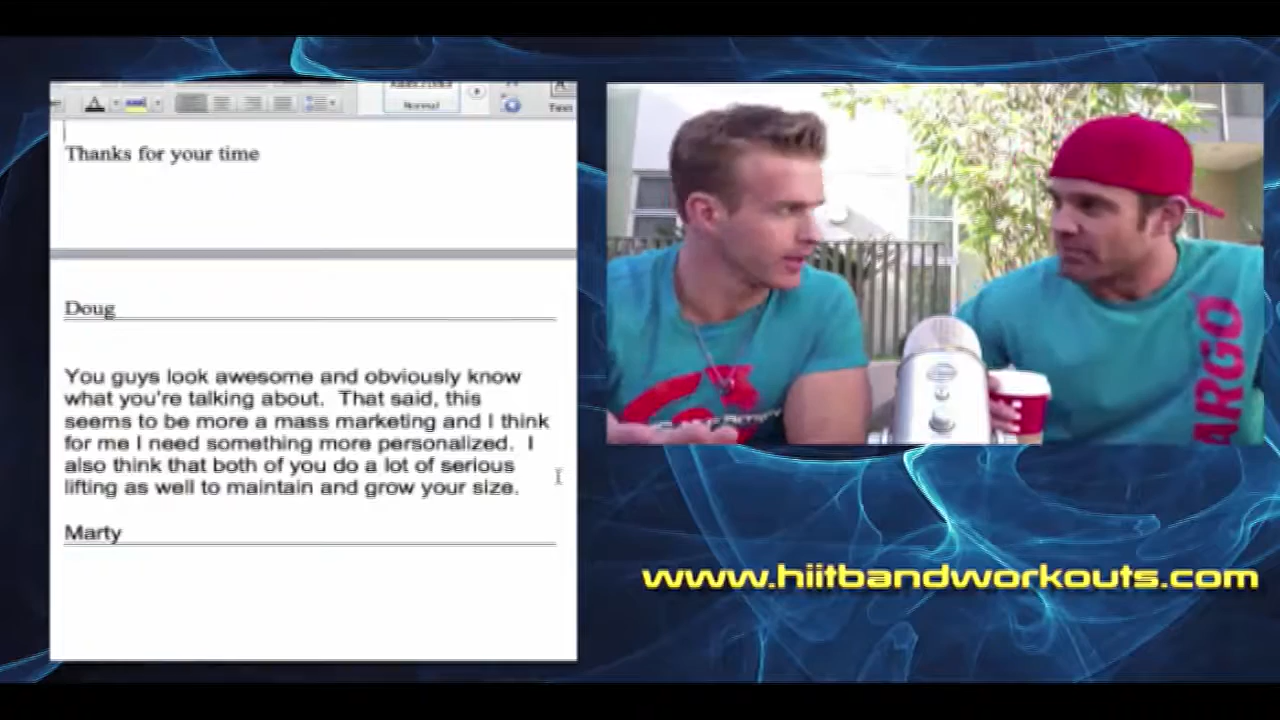 Normal
Text
Thanks for your time
Doug
You guys look awesome and obviously know
what you're talking about.  That said, this
seems to be more a mass marketing and I think
for me I need something more personalized.  I
also think that both of you do a lot of serious
lifting as well to maintain and grow your size.
Marty
ARGO
www.hiitbandworkouts.com